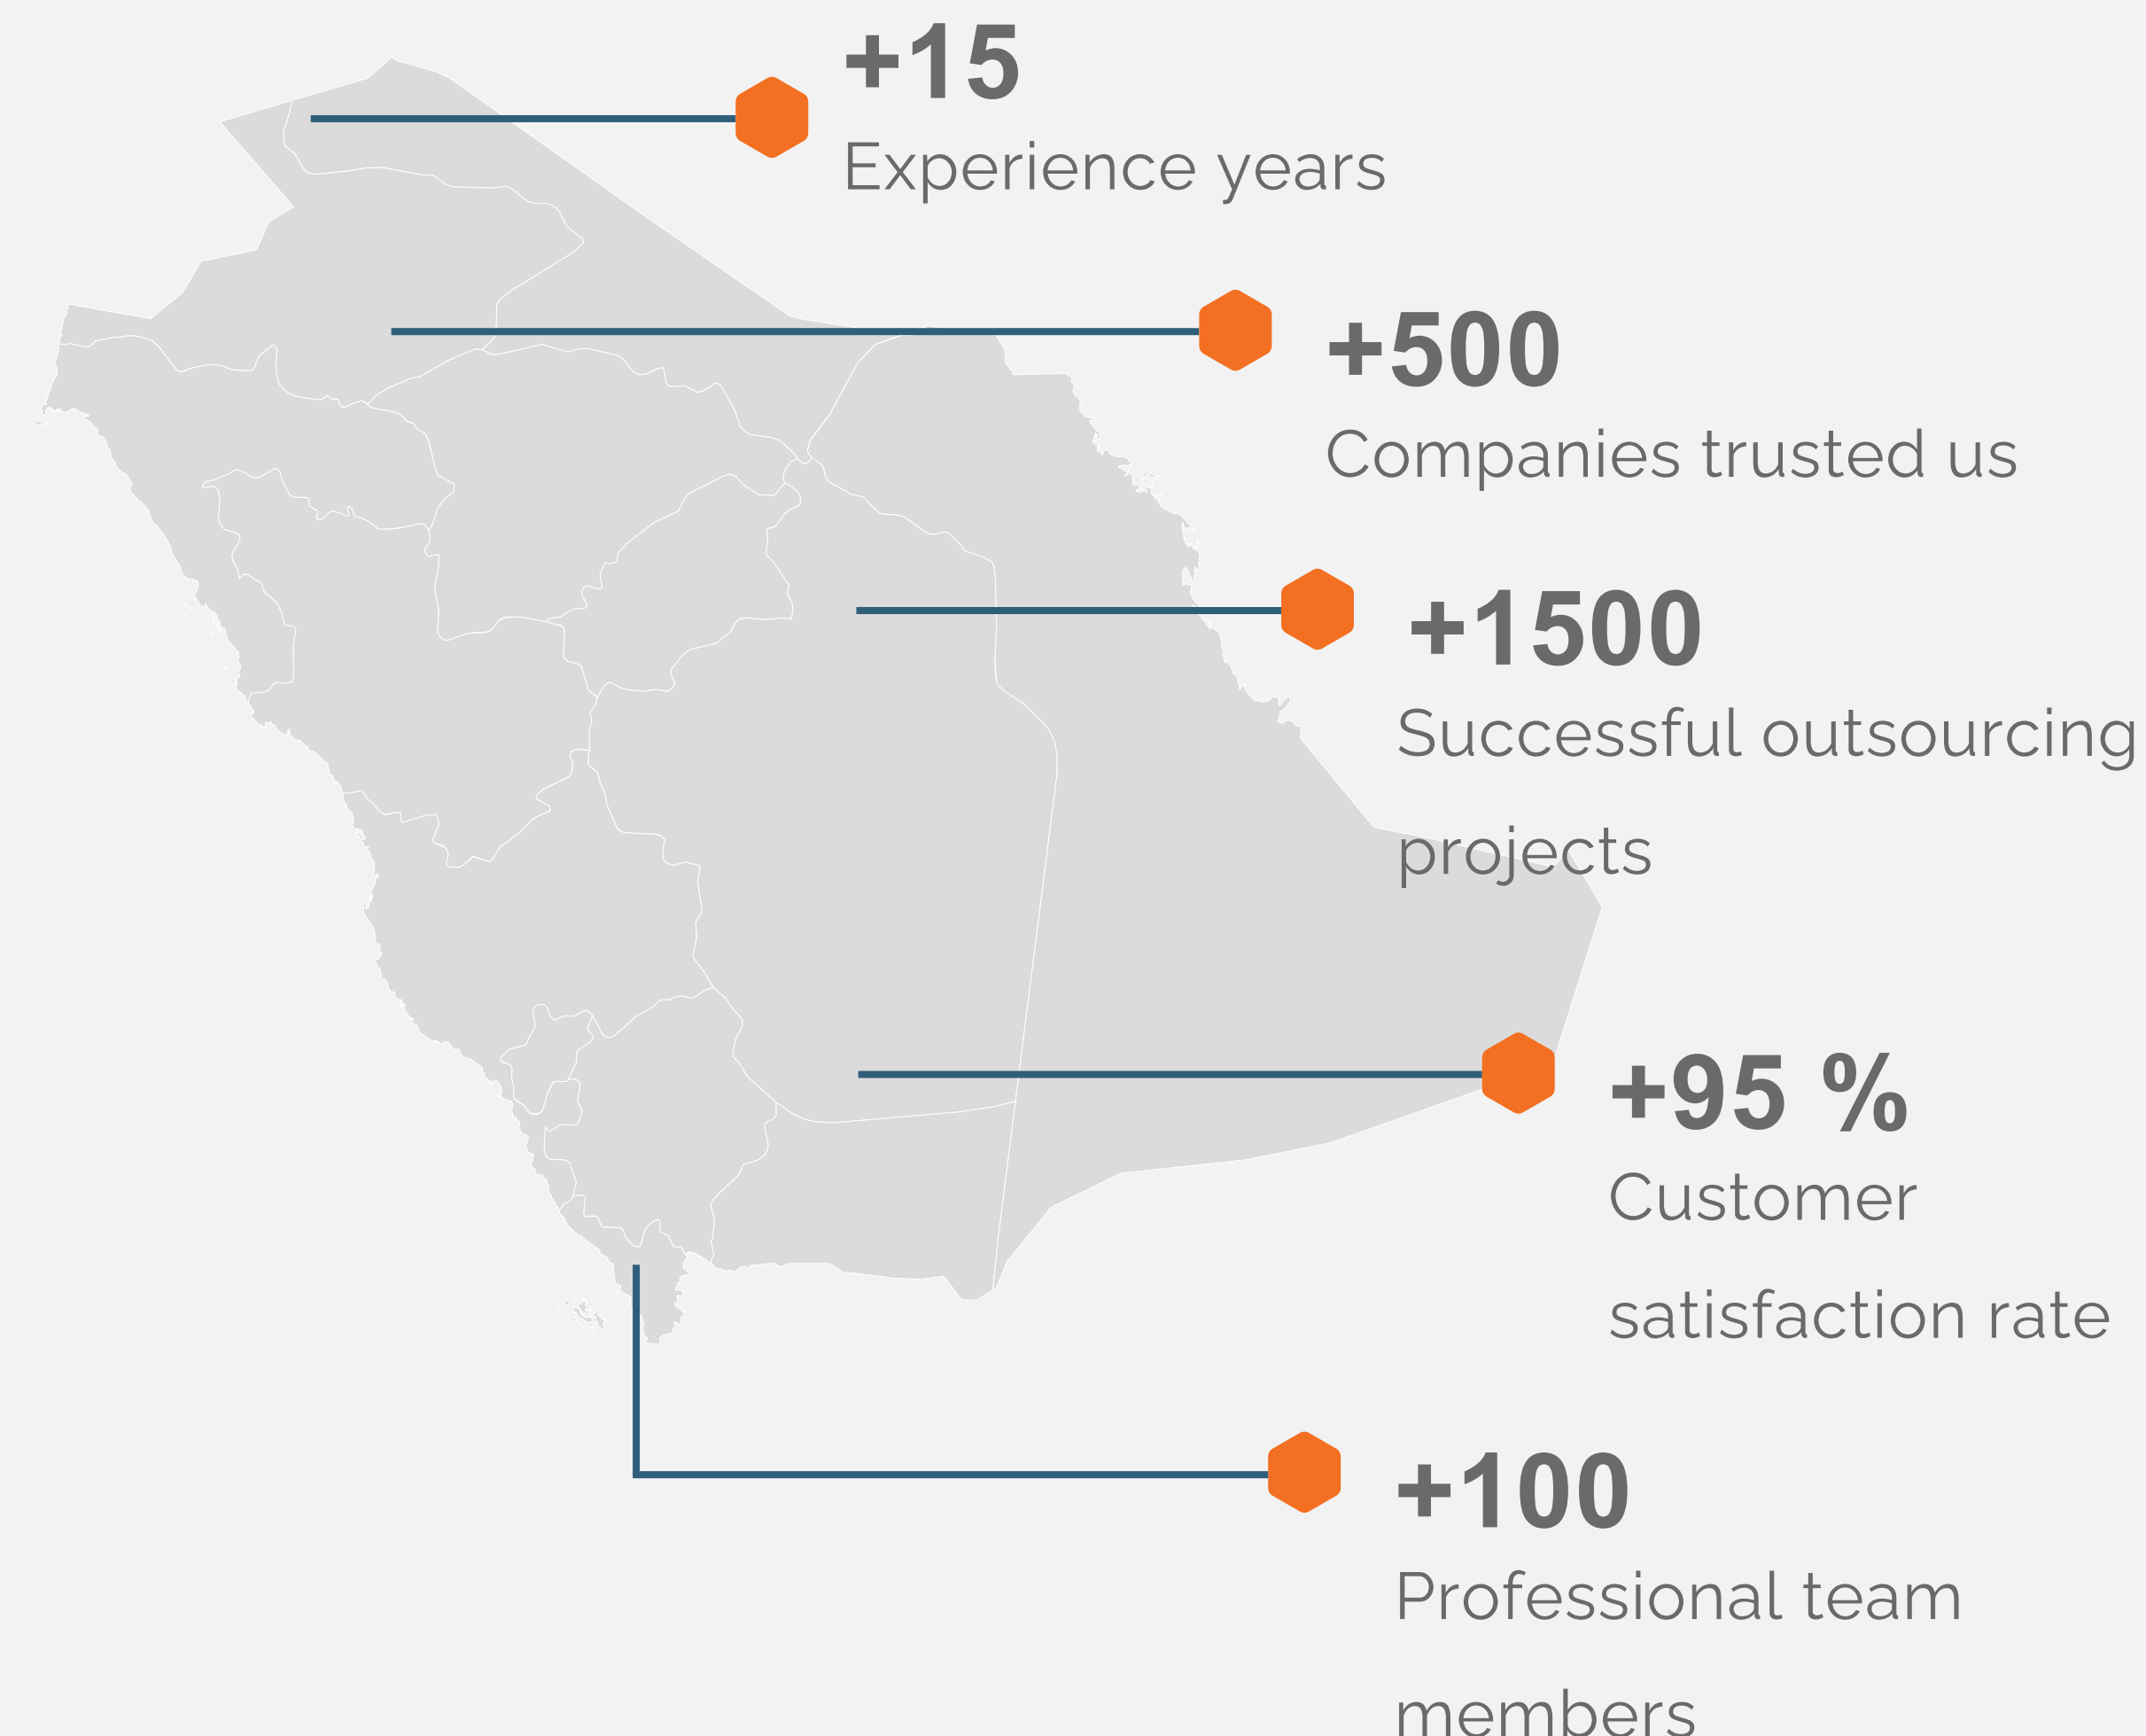 +15
Experience years
+500
Companies trusted us
+1500
Successful outsourcing
projects
+95 %
Customer
satisfaction rate
+100
Professional team
members